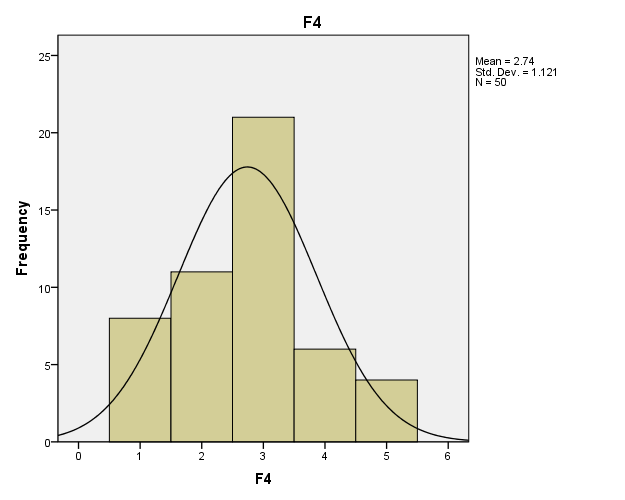 F4
25
20
15
10
5
0
Frequency
0 1 2 3 4 5 6
F4
Mean = 2.74
Std. Dev. = 1.121
N = 50